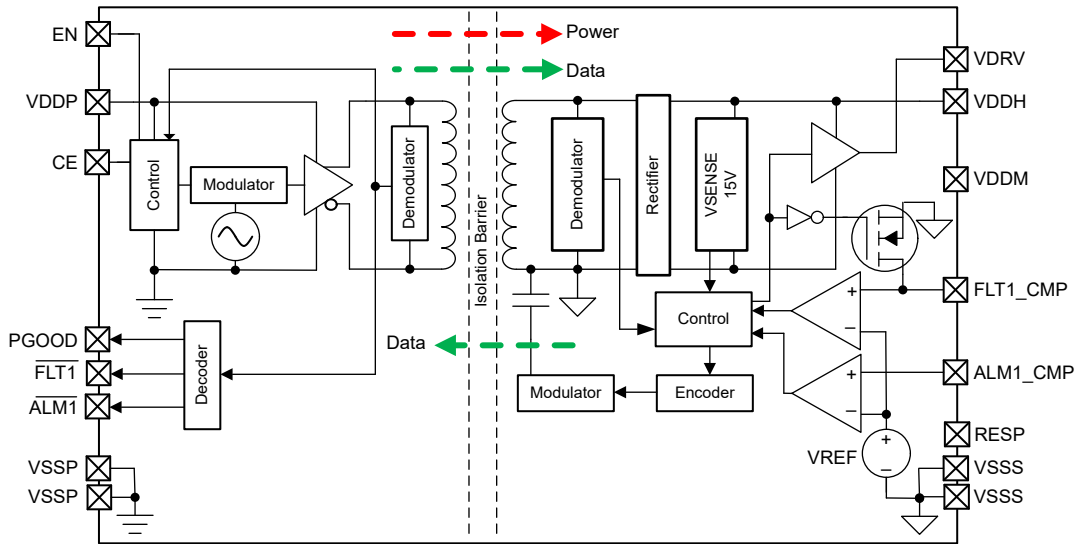 EN
VDDP
CE
Control
Modulator
Demodulator
PGOOD
FLT1
ALM1
Decoder
VSSP
VSSP
Power
Data
Isolation Barrier
Data
Demodulator
Rectifier
VSENSE
15V
Control
Modulator
Encoder
+
−
+
−
VREF
+
−
VDRV
VDDH
VDDM
FLT1_CMP
ALM1_CMP
RESP
VSSS
VSSS